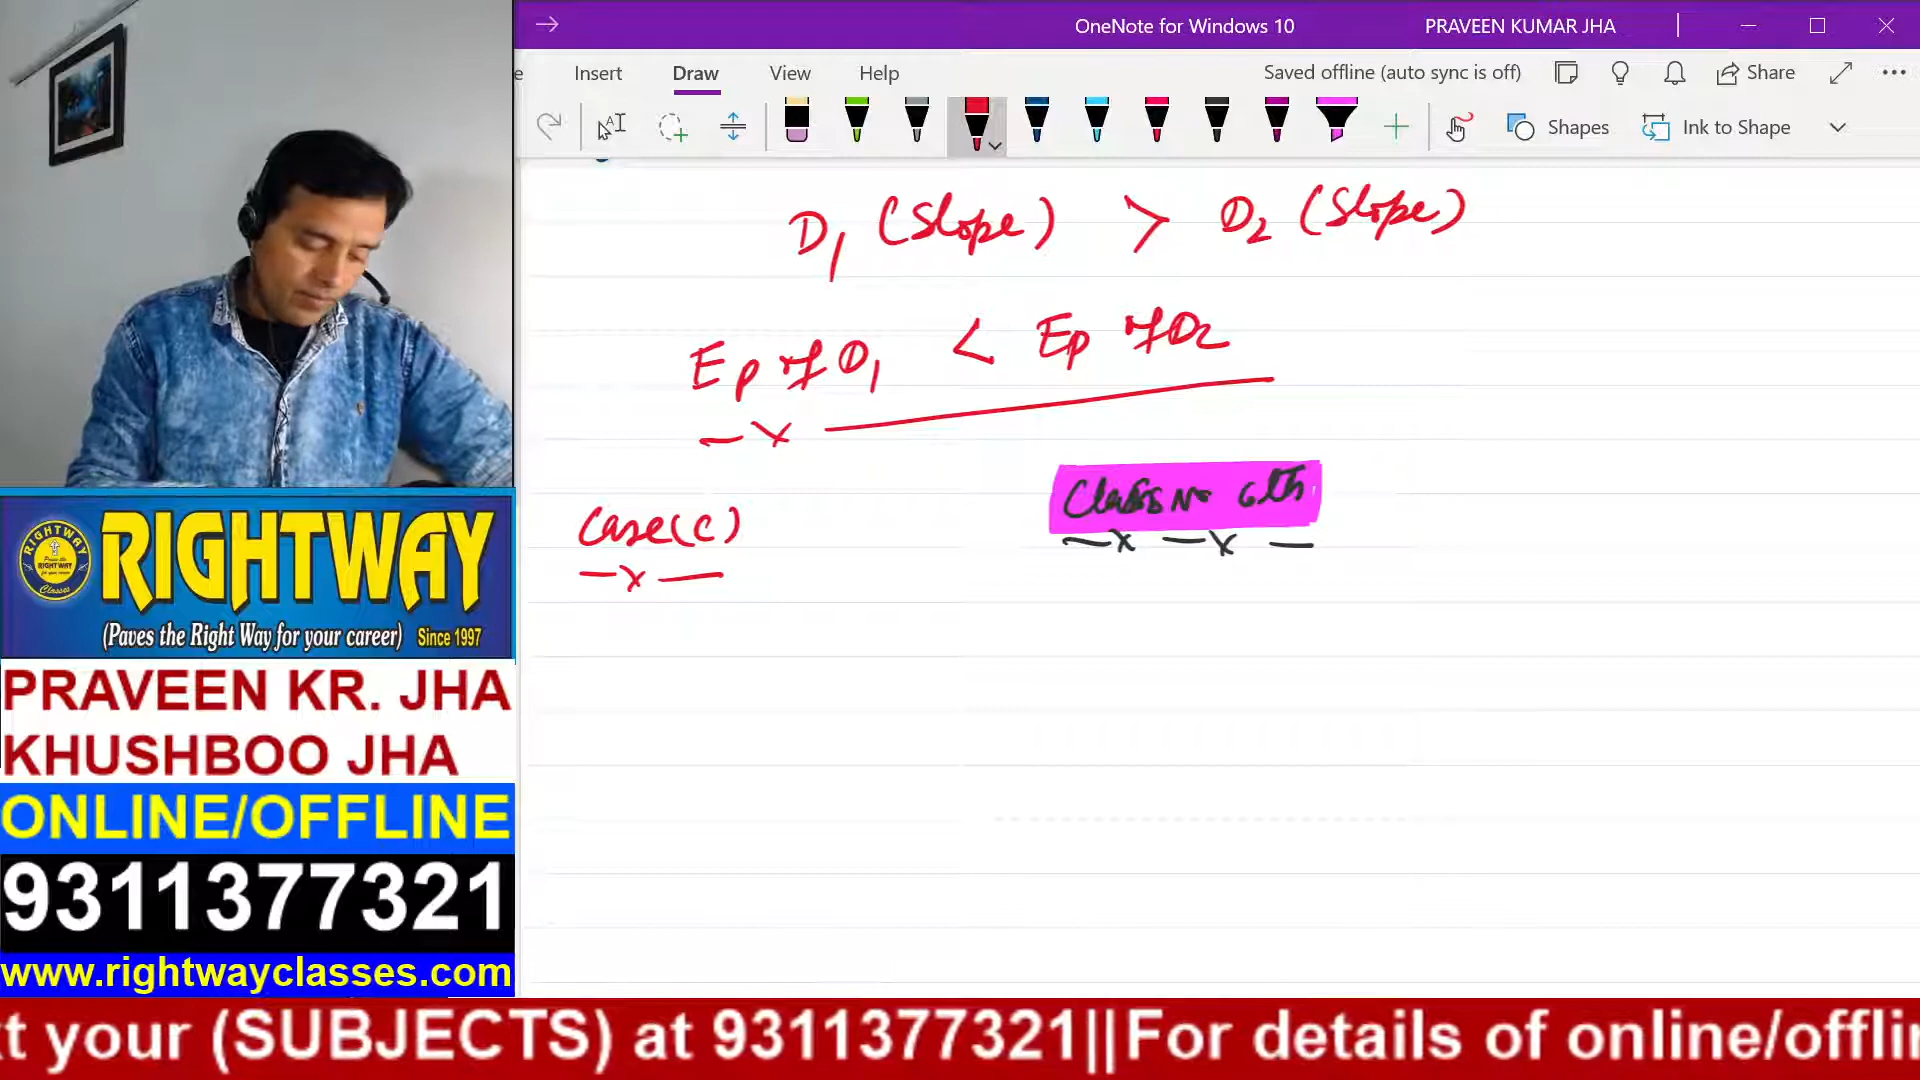 OneNote for Windows 10
PRAVEEN KUMAR JHA
Insert
Draw
View
Help
Saved offline (auto sync is off)
Share
Shapes
Ink to Shape
D1 (Slope) > D2 (Slope)
Ep of D1 < Ep of D2
Class No 6th
Case(C)
RIGHTWAY
RIGHTWAY
Classes
(Paves the Right Way for your career) Since 1997
PRAVEEN KR. JHA
KHUSHBOO JHA
ONLINE/OFFLINE
9311377321
www.rightwayclasses.com
t your (SUBJECTS) at 9311377321||For details of online/offli